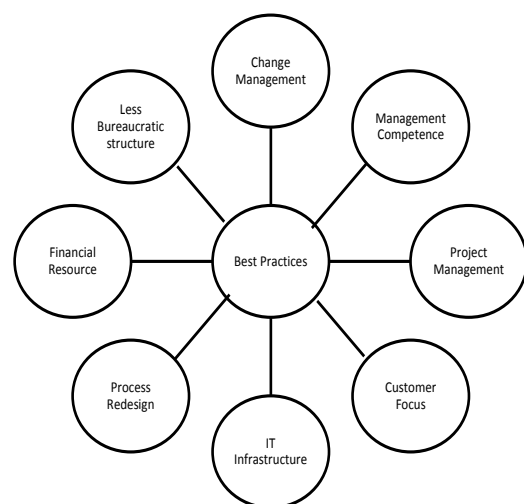 Change
Management
Less
Bureaucratic
structure
Management
Competence
Financial
Resource
Best Practices
Project
Management
Process
Redesign
Customer
Focus
IT
Infrastructure